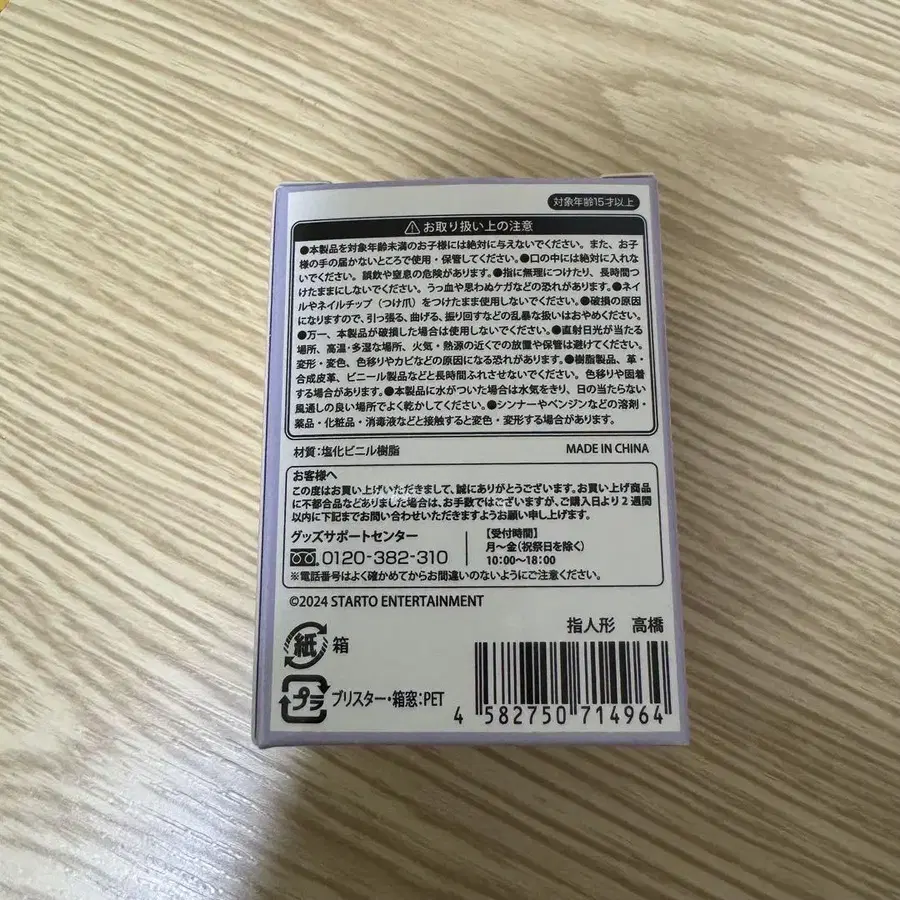 対象年齢15才以上
お取り扱い上の注意
●本製品を対象年齢未満のお子様には絶対に与えないでください。また、お子
様の手の届かないところで使用・保管してください。●口の中には絶対に入れな
いでください。誤飲や窒息の危険があります。●指に無理につけたり、長時間つ
けたままにしないでください。うっ血や思わぬケガなどの恐れがあります。●ネイ
ルやネイルチップ（つけ爪）をつけたまま使用しないでください。●破損の原因
になりますので、引っ張る、曲げる、振り回すなどの乱暴な扱いはおやめください。
●万一、本製品が破損した場合は使用しないでください。●直射日光が当たる
場所、高温・多湿な場所、火気・熱源の近くでの放置や保管は避けてください。
変形・変色、色移りやカビなどの原因になる恐れがあります。●樹脂製品、革・
合成皮革、ビニール製品などと長時間ふれさせないでください。色移りや固着
する場合があります。●本製品に水がついた場合は水気をきり、日の当たらない
風通しの良い場所でよく乾かしてください。●シンナーやベンジンなどの溶剤・
薬品・化粧品・消毒液などと接触すると変色・変形する場合があります。
材質：塩化ビニル樹脂 MADE IN CHINA
お客様へ
この度はお買い上げいただきまして、誠にありがとうございます。お買い上げ商品
に不都合品などありました場合は、お手数ではございますが、ご購入日より2週間
以内に下記までお問い合わせいただきますようお願い申し上げます。
グッズサポートセンター
0120-382-310
【受付時間】
月～金(祝祭日を除く)
10:00～18:00
※電話番号はよく確かめてからお間違いのないようにご注意ください。
©2024 STARTO ENTERTAINMENT
指人形 高橋
紙 箱
プラ ブリスター・箱窓：PET
4 582750 714964